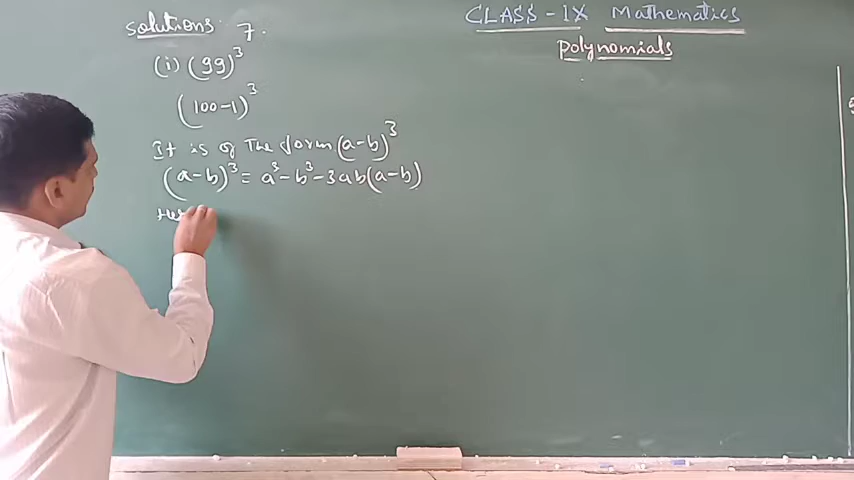 CLASS-IX Mathematics
Polynomials
solutions 7.
(i) (99)³
(100-1)³
It is of The form (a-b)³
(a-b)³ = a³-b³-3ab(a-b)